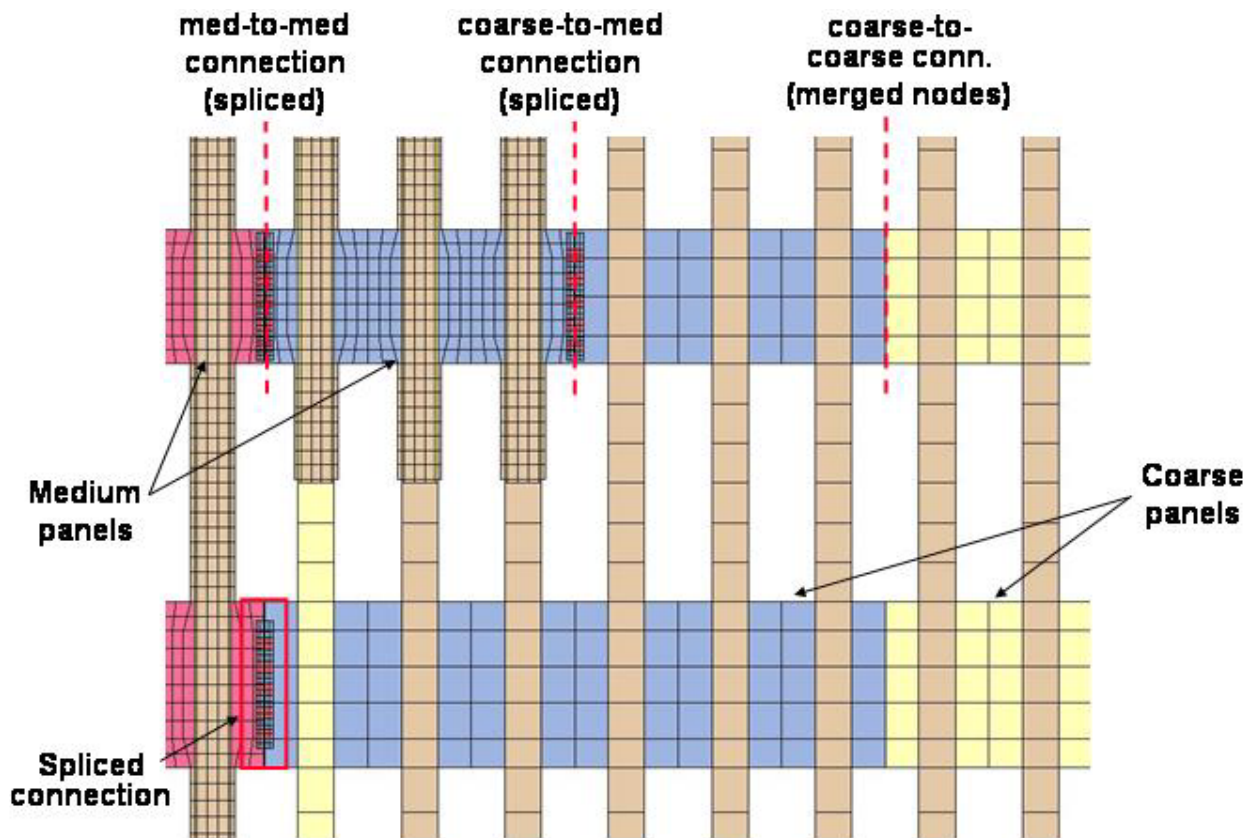 med-to-med
connection
(spliced)
coarse-to-med
connection
(spliced)
coarse-to-
coarse conn.
(merged nodes)
Medium
panels
Coarse
panels
Spliced
connection